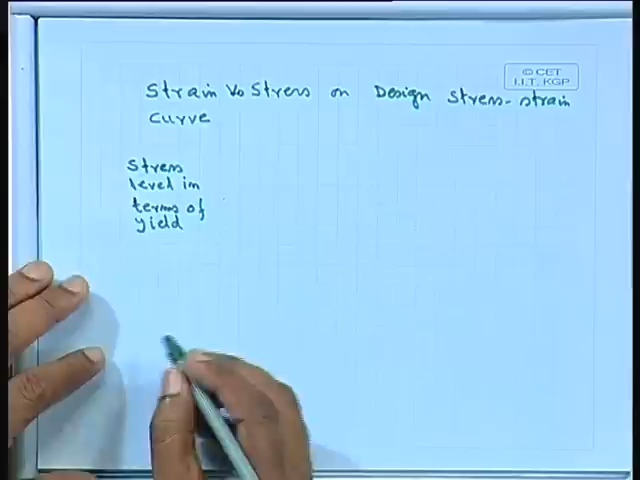 © CET
I.I.T. KGP
Strain Vs Stress on Design stress-strain
curve
Stress
level in
terms of
yield